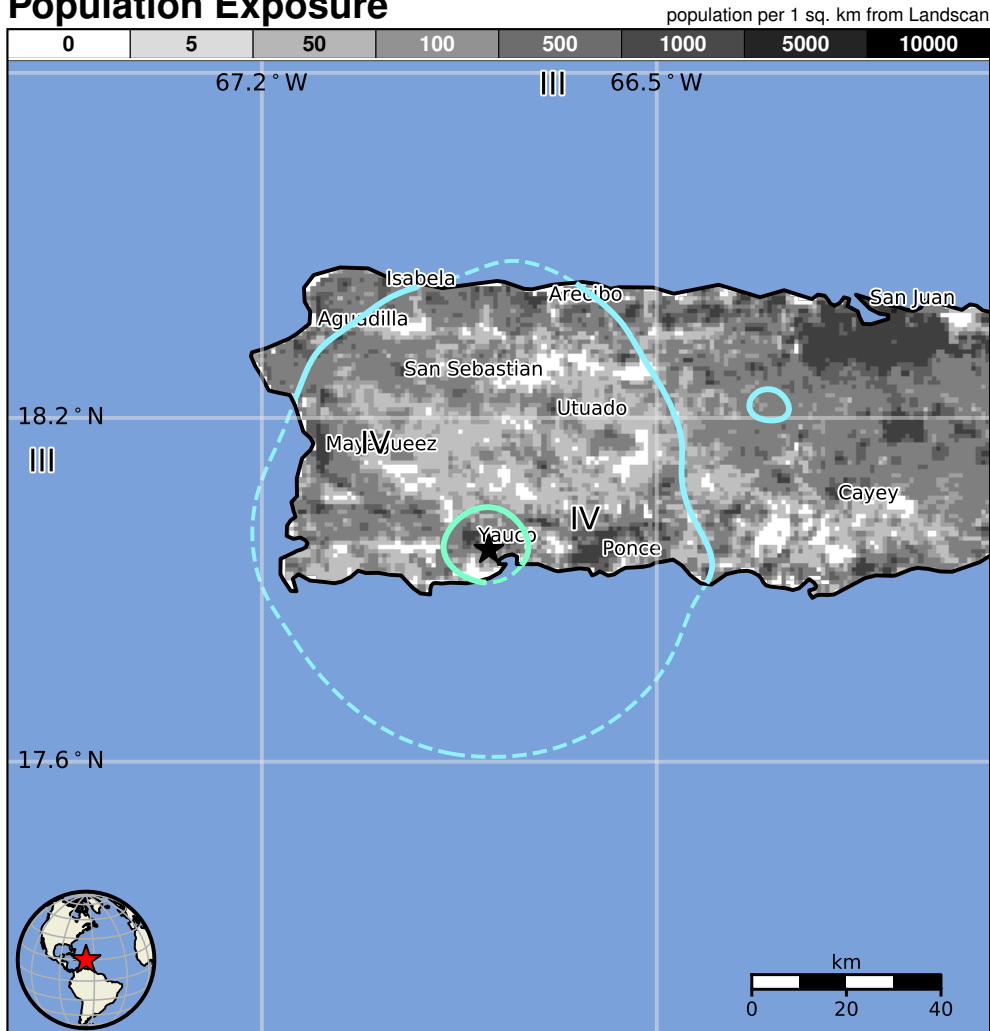 Population Exposure
population per 1 sq. km from Landscan
0 5 50 100 500 1000 5000 10000
67.2°W III 66.5°W
Isabela
Arecibo
San Juan
Aguadilla
San Sebastian
Utuado
18.2°N
Mayagueez
IV
III
Cayey
IV
Yauco
Ponce
17.6°N
km
0 20 40